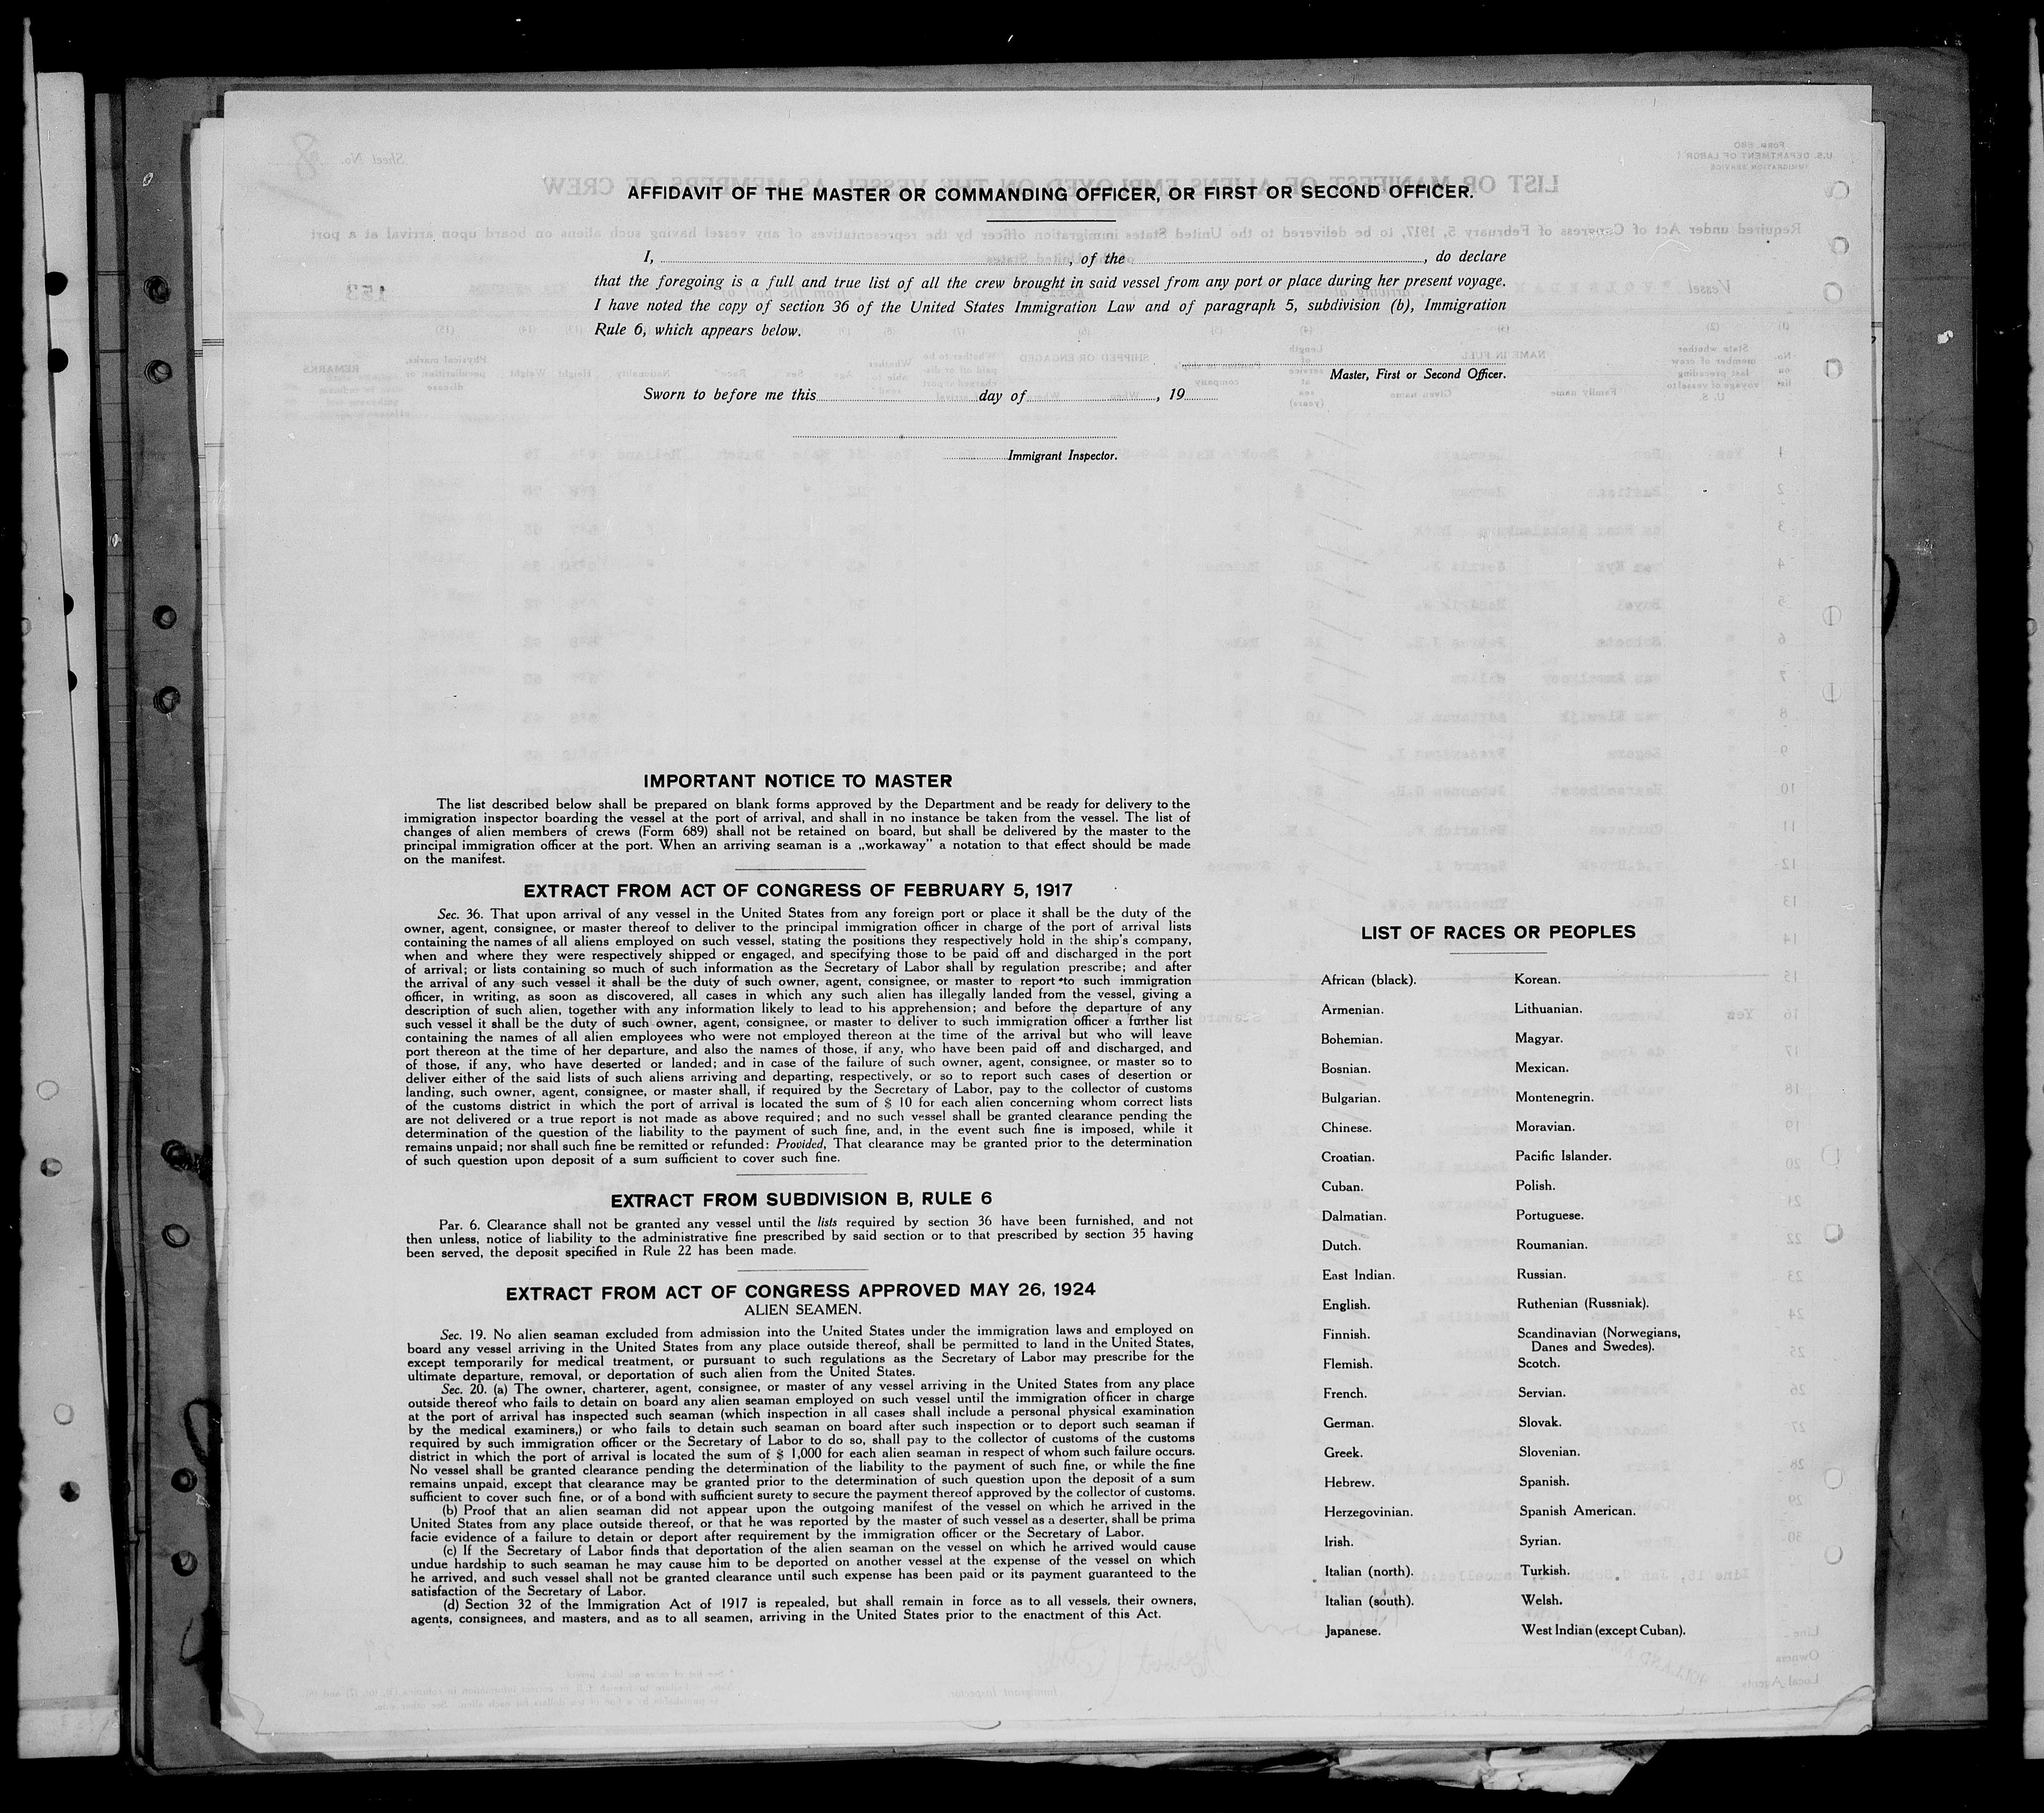 AFFIDAVIT OF THE MASTER OR COMMANDING OFFICER, OR FIRST OR SECOND OFFICER.
I, , of the , do declare
that the foregoing is a full and true list of all the crew brought in said vessel from any port or place during her present voyage.
I have noted the copy of section 36 of the United States Immigration Law and of paragraph 5, subdivision (b), Immigration
Rule 6, which appears below.
Master, First or Second Officer.
Sworn to before me this day of , 19
Immigrant Inspector.
IMPORTANT NOTICE TO MASTER
The list described below shall be prepared on blank forms approved by the Department and be ready for delivery to the
immigration inspector boarding the vessel at the port of arrival, and shall in no instance be taken from the vessel. The list of
changes of alien members of crews (Form 689) shall not be retained on board, but shall be delivered by the master to the
principal immigration officer at the port. When an arriving seaman is a „workaway" a notation to that effect should be made
on the manifest.
EXTRACT FROM ACT OF CONGRESS OF FEBRUARY 5, 1917
Sec. 36. That upon arrival of any vessel in the United States from any foreign port or place it shall be the duty of the
owner, agent, consignee, or master thereof to deliver to the principal immigration officer in charge of the port of arrival lists
containing the names of all aliens employed on such vessel, stating the positions they respectively hold in the ship's company,
when and where they were respectively shipped or engaged, and specifying those to be paid off and discharged in the port
of arrival; or lists containing so much of such information as the Secretary of Labor shall by regulation prescribe; and after
the arrival of any such vessel it shall be the duty of such owner, agent, consignee, or master to report to such immigration
officer, in writing, as soon as discovered, all cases in which any such alien has illegally landed from the vessel, giving a
description of such alien, together with any information likely to lead to his apprehension; and before the departure of any
such vessel it shall be the duty of such owner, agent, consignee, or master to deliver to such immigration officer a further list
containing the names of all alien employees who were not employed thereon at the time of the arrival but who will leave
port thereon at the time of her departure, and also the names of those, if any, who have been paid off and discharged, and
of those, if any, who have deserted or landed; and in case of the failure of such owner, agent, consignee, or master so to
deliver either of the said lists of such aliens arriving and departing, respectively, or so to report such cases of desertion or
landing, such owner, agent, consignee, or master shall, if required by the Secretary of Labor, pay to the collector of customs
of the customs district in which the port of arrival is located the sum of $ 10 for each alien concerning whom correct lists
are not delivered or a true report is not made as above required; and no such vessel shall be granted clearance pending the
determination of the question of the liability to the payment of such fine, and, in the event such fine is imposed, while it
remains unpaid; nor shall such fine be remitted or refunded: Provided, That clearance may be granted prior to the determination
of such question upon deposit of a sum sufficient to cover such fine.
EXTRACT FROM SUBDIVISION B, RULE 6
Par. 6. Clearance shall not be granted any vessel until the lists required by section 36 have been furnished, and not
then unless, notice of liability to the administrative fine prescribed by said section or to that prescribed by section 35 having
been served, the deposit specified in Rule 22 has been made.
EXTRACT FROM ACT OF CONGRESS APPROVED MAY 26, 1924
ALIEN SEAMEN.
Sec. 19. No alien seaman excluded from admission into the United States under the immigration laws and employed on
board any vessel arriving in the United States from any place outside thereof, shall be permitted to land in the United States,
except temporarily for medical treatment, or pursuant to such regulations as the Secretary of Labor may prescribe for the
ultimate departure, removal, or deportation of such alien from the United States.
Sec. 20. (a) The owner, charterer, agent, consignee, or master of any vessel arriving in the United States from any place
outside thereof who fails to detain on board any alien seaman employed on such vessel until the immigration officer in charge
at the port of arrival has inspected such seaman (which inspection in all cases shall include a personal physical examination
by the medical examiners,) or who fails to detain such seaman on board after such inspection or to deport such seaman if
required by such immigration officer or the Secretary of Labor to do so, shall pay to the collector of customs of the customs
district in which the port of arrival is located the sum of $ 1,000 for each alien seaman in respect of whom such failure occurs.
No vessel shall be granted clearance pending the determination of the liability to the payment of such fine, or while the fine
remains unpaid, except that clearance may be granted prior to the determination of such question upon the deposit of a sum
sufficient to cover such fine, or of a bond with sufficient surety to secure the payment thereof approved by the collector of customs.
(b) Proof that an alien seaman did not appear upon the outgoing manifest of the vessel on which he arrived in the
United States from any place outside thereof, or that he was reported by the master of such vessel as a deserter, shall be prima
facie evidence of a failure to detain or deport after requirement by the immigration officer or the Secretary of Labor.
(c) If the Secretary of Labor finds that deportation of the alien seaman on the vessel on which he arrived would cause
undue hardship to such seaman he may cause him to be deported on another vessel at the expense of the vessel on which
he arrived, and such vessel shall not be granted clearance until such expense has been paid or its payment guaranteed to the
satisfaction of the Secretary of Labor.
(d) Section 32 of the Immigration Act of 1917 is repealed, but shall remain in force as to all vessels, their owners,
agents, consignees, and masters, and as to all seamen, arriving in the United States prior to the enactment of this Act.
LIST OF RACES OR PEOPLES
African (black).
Armenian.
Bohemian.
Bosnian.
Bulgarian.
Chinese.
Croatian.
Cuban.
Dalmatian.
Dutch.
East Indian.
English.
Finnish.
Flemish.
French.
German.
Greek.
Hebrew.
Herzegovinian.
Irish.
Italian (north).
Italian (south).
Japanese.
Korean.
Lithuanian.
Magyar.
Mexican.
Montenegrin.
Moravian.
Pacific Islander.
Polish.
Portuguese.
Roumanian.
Russian.
Ruthenian (Russniak).
Scandinavian (Norwegians,
Danes and Swedes).
Scotch.
Servian.
Slovak.
Slovenian.
Spanish.
Spanish American.
Syrian.
Turkish.
Welsh.
West Indian (except Cuban).